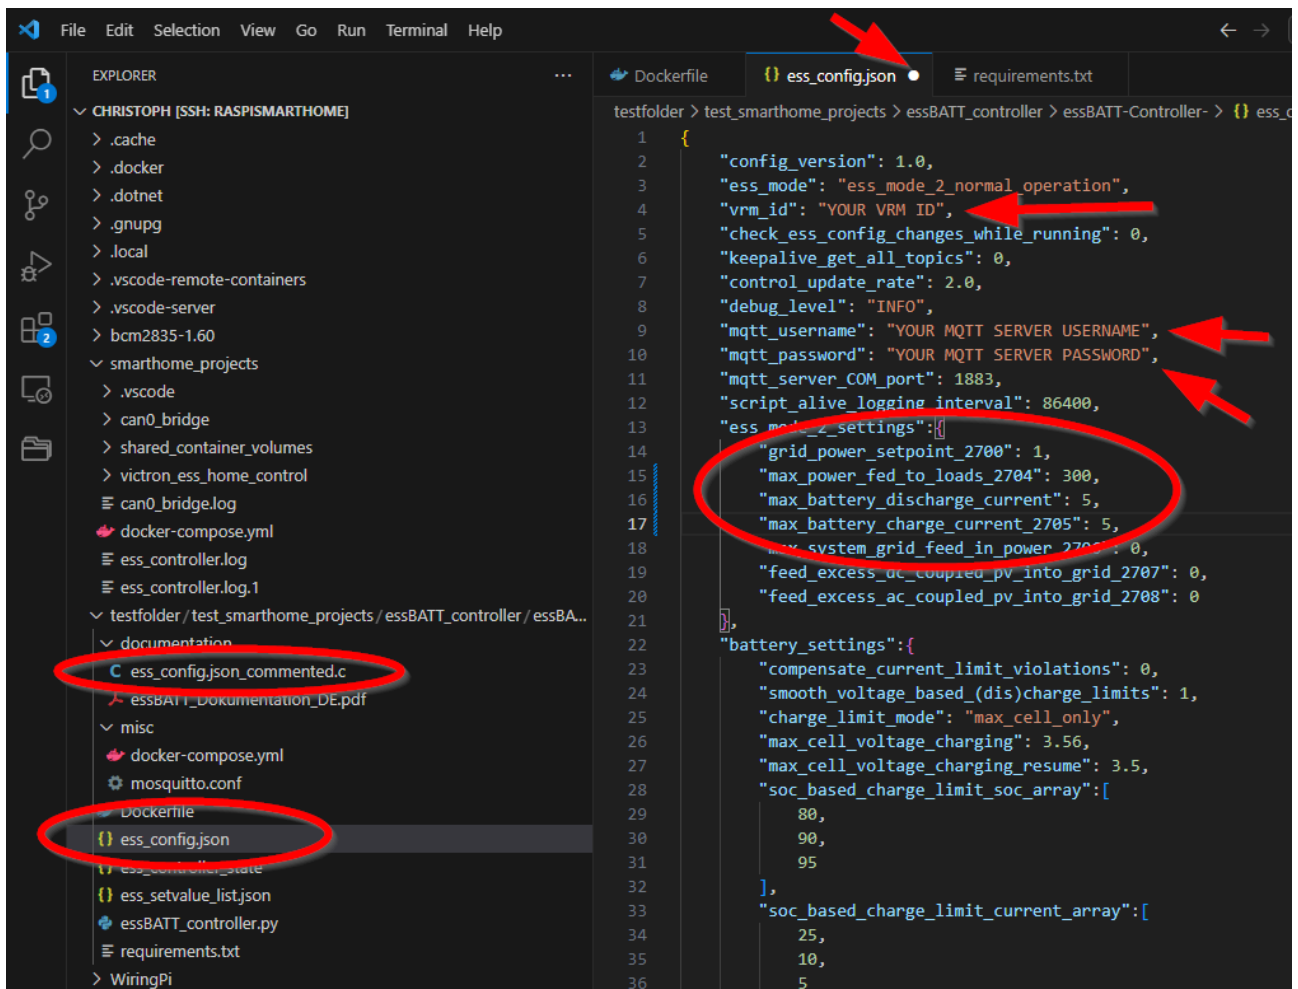 File Edit Selection View Go Run Terminal Help
EXPLORER
CHRISTOPH [SSH: RASPISMARTHOME]
.cache
.docker
.dotnet
.gnupg
.local
.vscode-remote-containers
.vscode-server
bcm2835-1.60
smarthome_projects
.vscode
can0_bridge
shared_container_volumes
victron_ess_home_control
can0_bridge.log
docker-compose.yml
ess_controller.log
ess_controller.log.1
testfolder/test_smarthome_projects/essBATT_controller/essBA...
documentation
C ess_config.json_commented.c
essBATT_Dokumentation_DE.pdf
misc
docker-compose.yml
mosquitto.conf
Dockerfile
{} ess_config.json
{} ess_controller_state
{} ess_setvalue_list.json
essBATT_controller.py
requirements.txt
WiringPi
1
2
Dockerfile {} ess_config.json requirements.txt
testfolder > test_smarthome_projects > essBATT_controller > essBATT-Controller- > {} ess_c
1 {
2 "config_version": 1.0,
3 "ess_mode": "ess_mode_2_normal_operation",
4 "vrm_id": "YOUR VRM ID",
5 "check_ess_config_changes_while_running": 0,
6 "keepalive_get_all_topics": 0,
7 "control_update_rate": 2.0,
8 "debug_level": "INFO",
9 "mqtt_username": "YOUR MQTT SERVER USERNAME",
10 "mqtt_password": "YOUR MQTT SERVER PASSWORD",
11 "mqtt_server_COM_port": 1883,
12 "script_alive_logging_interval": 86400,
13 "ess_mode_2_settings":{
14 "grid_power_setpoint_2700": 1,
15 "max_power_fed_to_loads_2704": 300,
16 "max_battery_discharge_current": 5,
17 "max_battery_charge_current_2705": 5,
18 "max_system_grid_feed_in_power_2706": 0,
19 "feed_excess_dc_coupled_pv_into_grid_2707": 0,
20 "feed_excess_ac_coupled_pv_into_grid_2708": 0
21 },
22 "battery_settings":{
23 "compensate_current_limit_violations": 0,
24 "smooth_voltage_based_(dis)charge_limits": 1,
25 "charge_limit_mode": "max_cell_only",
26 "max_cell_voltage_charging": 3.56,
27 "max_cell_voltage_charging_resume": 3.5,
28 "soc_based_charge_limit_soc_array":[
29 80,
30 90,
31 95
32 ],
33 "soc_based_charge_limit_current_array":[
34 25,
35 10,
36 5